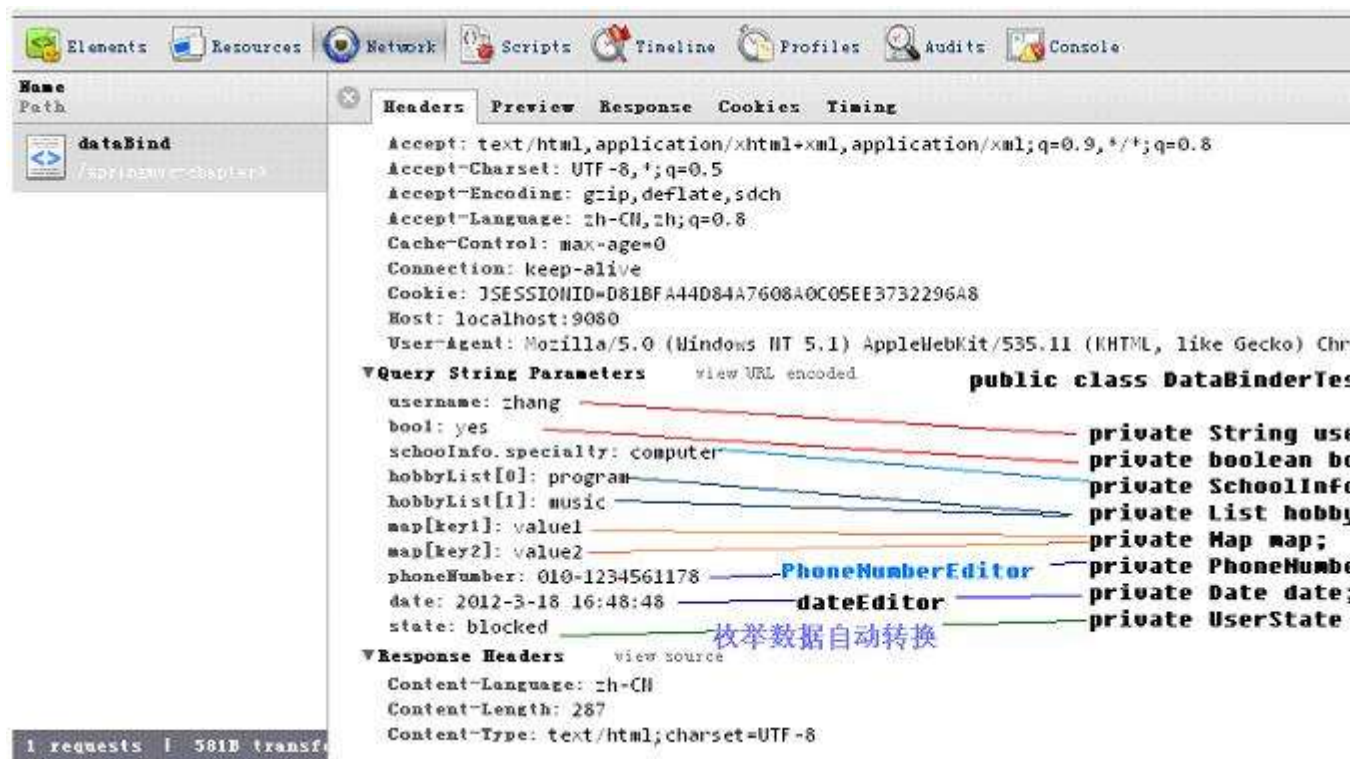 Elements Resources Network Scripts Timeline Profiles Audits Console
Name
Path
Headers Preview Response Cookies Timing
dataBind
/springmvc-chapter4
Accept: text/html,application/xhtml+xml,application/xml;q=0.9,*/*;q=0.8
Accept-Charset: UTF-8,*;q=0.5
Accept-Encoding: gzip,deflate,sdch
Accept-Language: zh-CN,zh;q=0.8
Cache-Control: max-age=0
Connection: keep-alive
Cookie: JSESSIONID=D81BFA44D84A7608A0C05EE3732296A8
Host: localhost:9080
User-Agent: Mozilla/5.0 (Windows NT 5.1) AppleWebKit/535.11 (KHTML, like Gecko) Chr
▼Query String Parameters view URL encoded
public class DataBinderTes
username: zhang
private String use
bool: yes
private boolean bo
schooInfo.specialty: computer
private SchoolInfo
hobbyList[0]: program
hobbyList[1]: music
private List hobby
map[key1]: value1
map[key2]: value2
private Map map;
phoneNumber: 010-1234561178 PhoneNumberEditor private PhoneNumbe
date: 2012-3-18 16:48:48 dateEditor private Date date;
state: blocked 枚举数据自动转换 private UserState
▼Response Headers view source
Content-Language: zh-CN
Content-Length: 287
Content-Type: text/html;charset=UTF-8
1 requests | 581B transfe